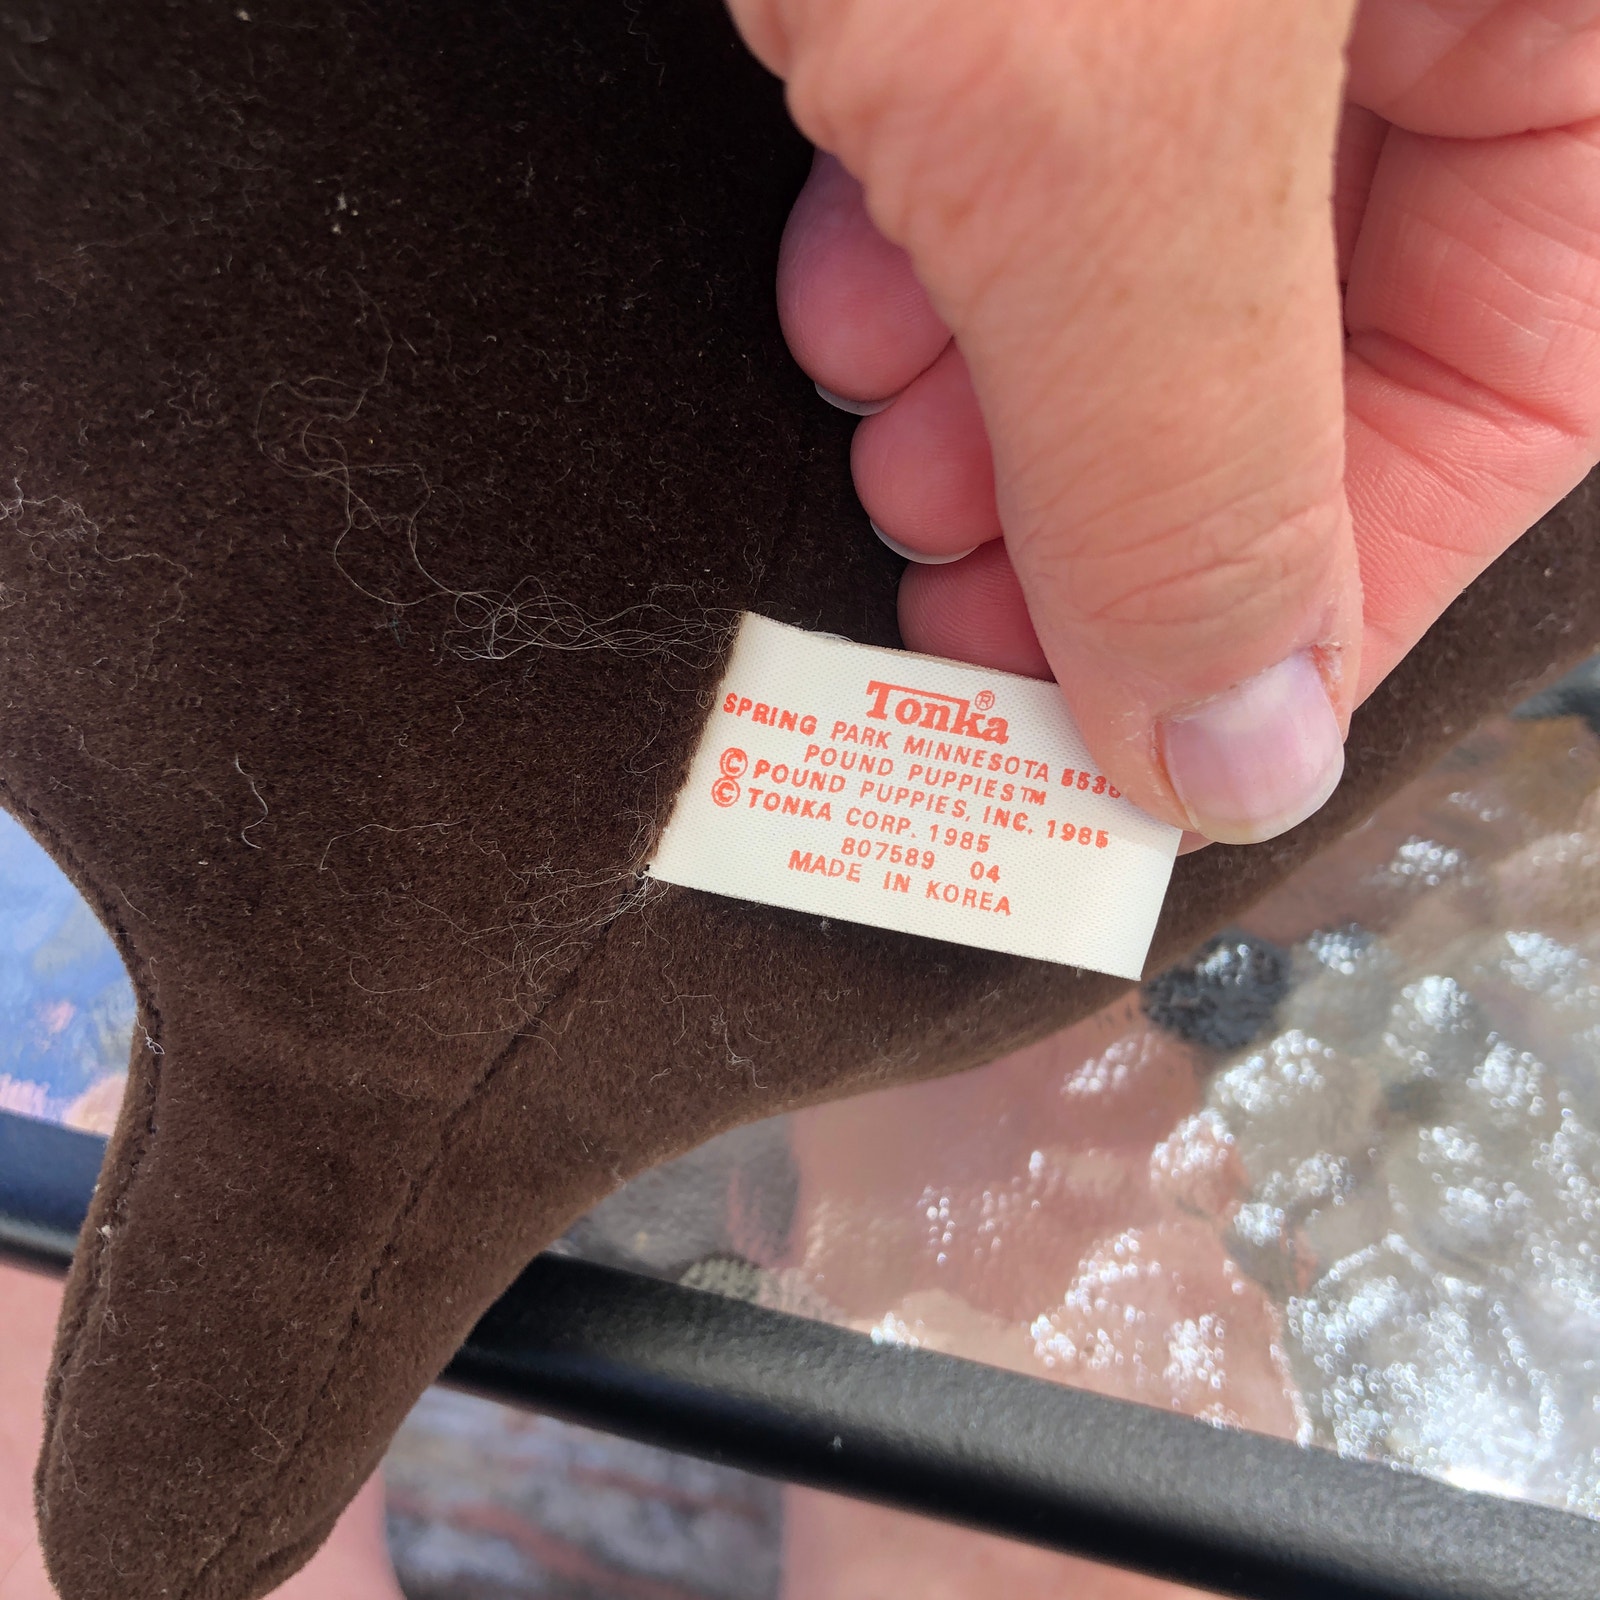 Tonka®
SPRING PARK MINNESOTA
POUND PUPPIES™
© POUND PUPPIES, INC. 1985
© TONKA CORP. 1985
807589 04
MADE IN KOREA